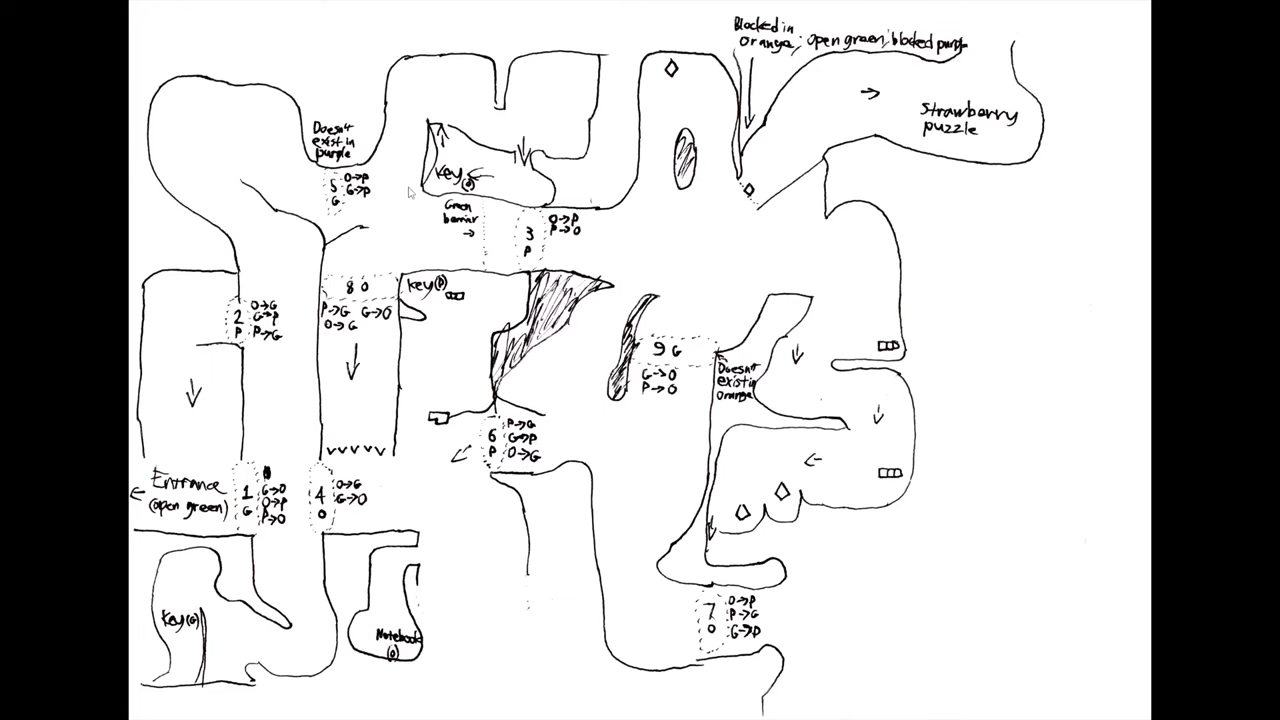 Blocked in
orange, open green, blocked purp
Strawberry
puzzle
Doesn't
exist in
purple
5
G
O→P
G→P
Key (O)
Green
barrier
→
3
P
O→P
P→O
8 O
P→G G→O
O→G
Key (P)
2
P
O→G
G→P
P→G
9 G
G→O
P→O
Doesn't
exist in
orange
6
P
P→G
G→P
O→G
Entrance
(open green)
1
G
G→O
O→P
P→O
4
O
O→G
G→O
7
O
O→P
P→G
G→P
Key (G)
Notebook
(O)